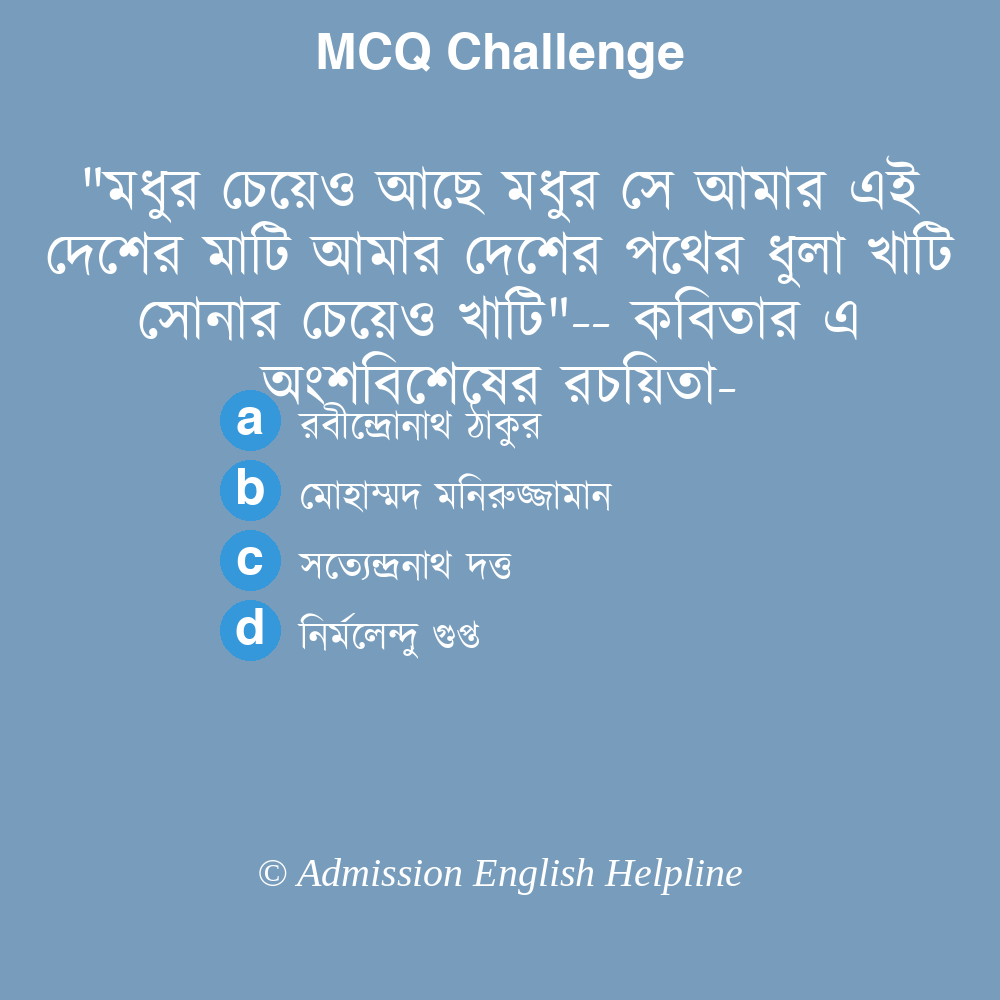 MCQ Challenge
"মধুর চেয়েও আছে মধুর সে আমার এই
দেশের মাটি আমার দেশের পথের ধুলা খাটি
সোনার চেয়েও খাটি"-- কবিতার এ
অংশবিশেষের রচয়িতা-
a রবীন্দ্রোনাথ ঠাকুর
b মোহাম্মদ মনিরুজ্জামান
c সত্যেন্দ্রনাথ দত্ত
d নির্মলেন্দু গুপ্ত
© Admission English Helpline